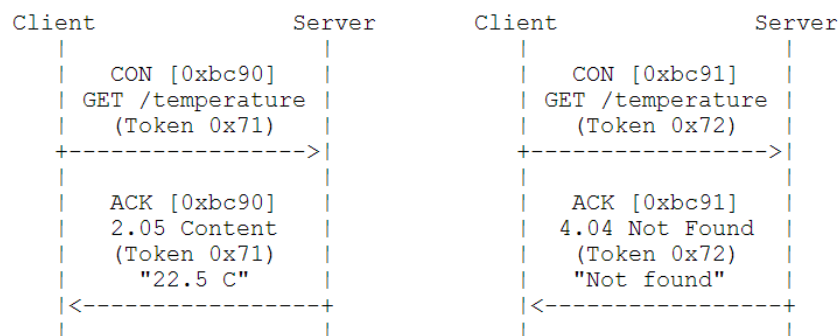 Client Server Client Server
CON [0xbc90] CON [0xbc91]
GET /temperature GET /temperature
(Token 0x71) (Token 0x72)
ACK [0xbc90] ACK [0xbc91]
2.05 Content 4.04 Not Found
(Token 0x71) (Token 0x72)
"22.5 C" "Not found"